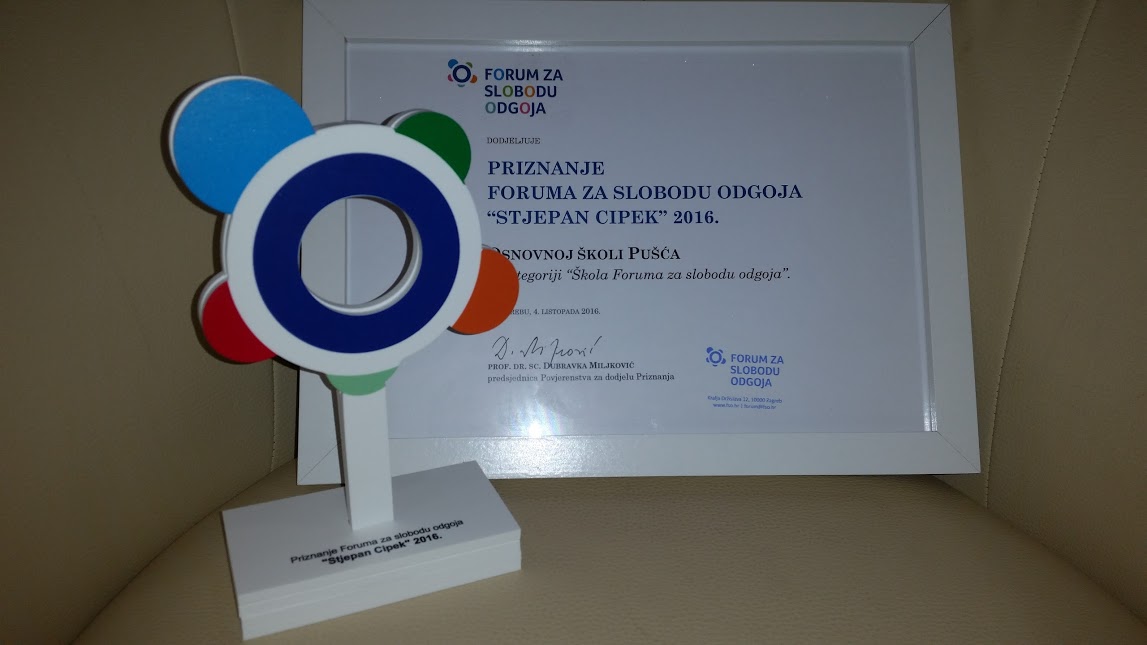 FORUM ZA
SLOBODU
ODGOJA
DODJELJUJE
PRIZNANJE
FORUMA ZA SLOBODU ODGOJA
“STJEPAN CIPEK” 2016.
OSNOVNOJ ŠKOLI PUŠĆA
“Škola Foruma za slobodu odgoja”.
4. LISTOPADA 2016.
PROF. DR. SC. DUBRAVKA MILJKOVIĆ
predsjednica Povjerenstva za dodjelu Priznanja
FORUM ZA
SLOBODU
ODGOJA
10000 Zagreb
Priznanje Foruma za slobodu odgoja
“Stjepan Cipek” 2016.